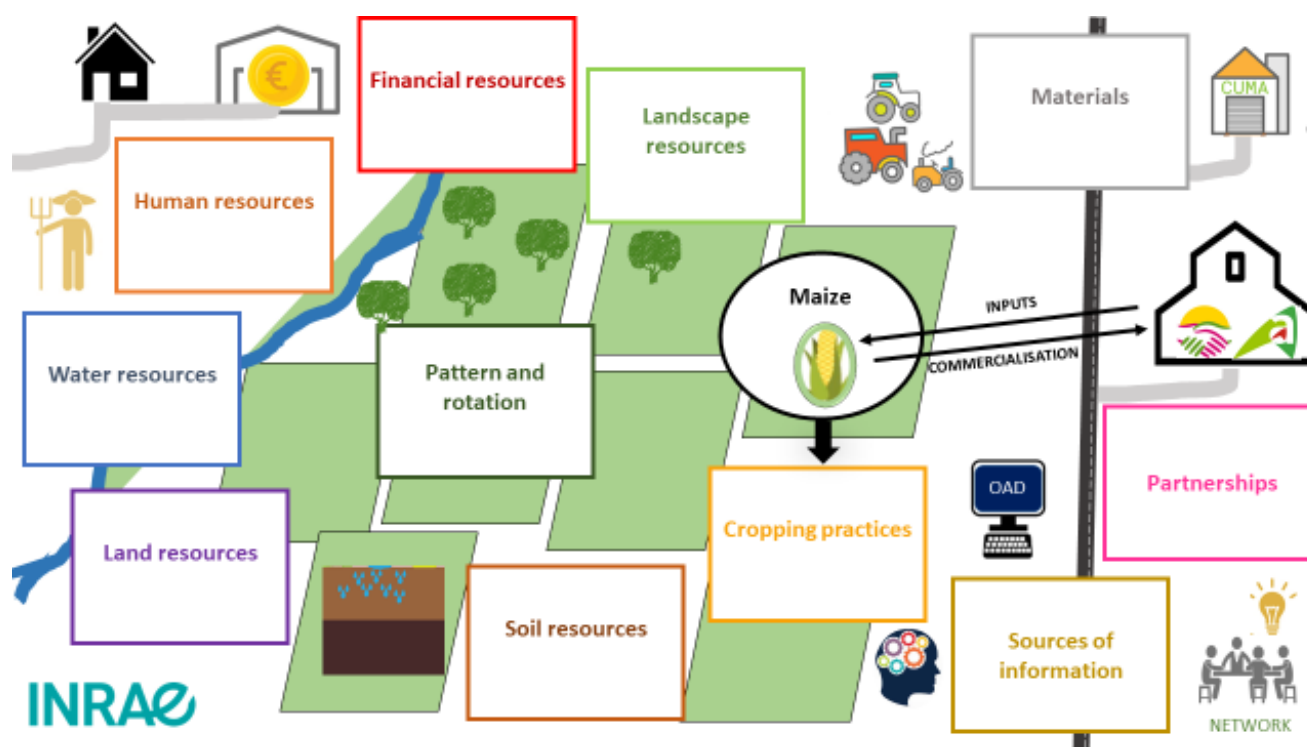 Financial resources
Landscape
resources
Materials
CUMA
Human resources
Maize
INPUTS
COMMERCIALISATION
Water resources
Pattern and
rotation
Partnerships
OAD
Cropping practices
Land resources
Soil resources
Sources of
information
INRAE
NETWORK